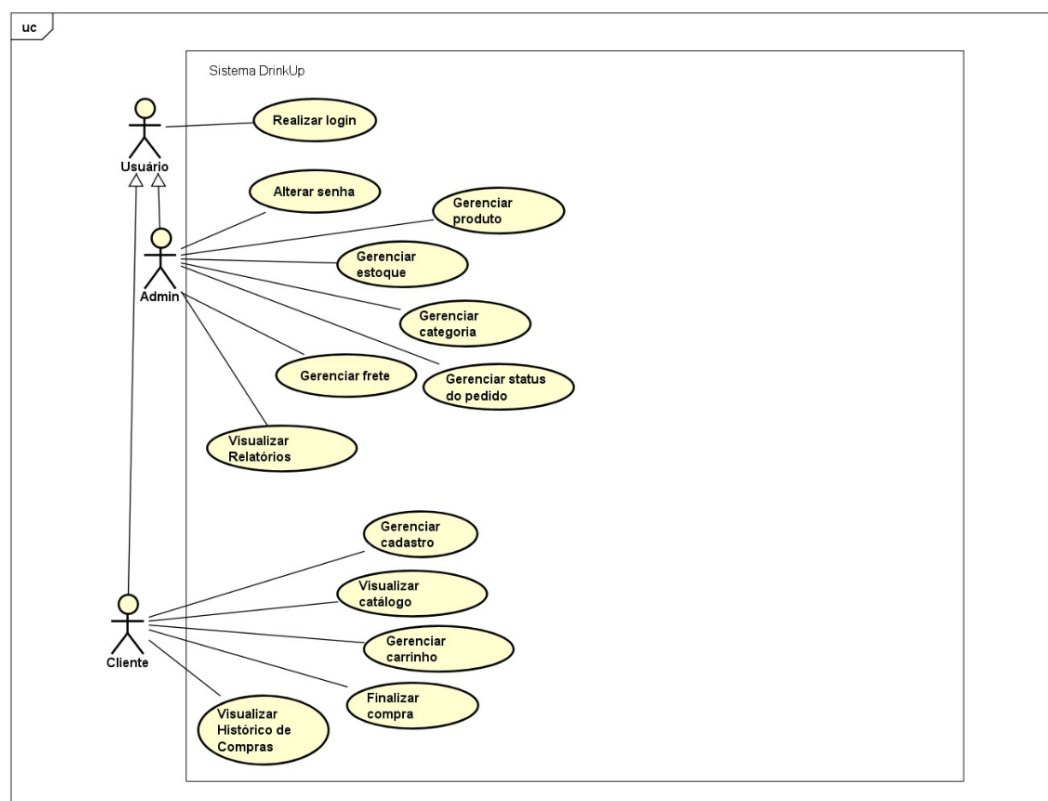 uc
Sistema DrinkUp
Realizar login
Usuário
Alterar senha
Gerenciar
produto
Gerenciar
estoque
Admin
Gerenciar
categoria
Gerenciar frete
Gerenciar status
do pedido
Visualizar
Relatórios
Gerenciar
cadastro
Visualizar
catálogo
Gerenciar
carrinho
Cliente
Finalizar
compra
Visualizar
Histórico de
Compras